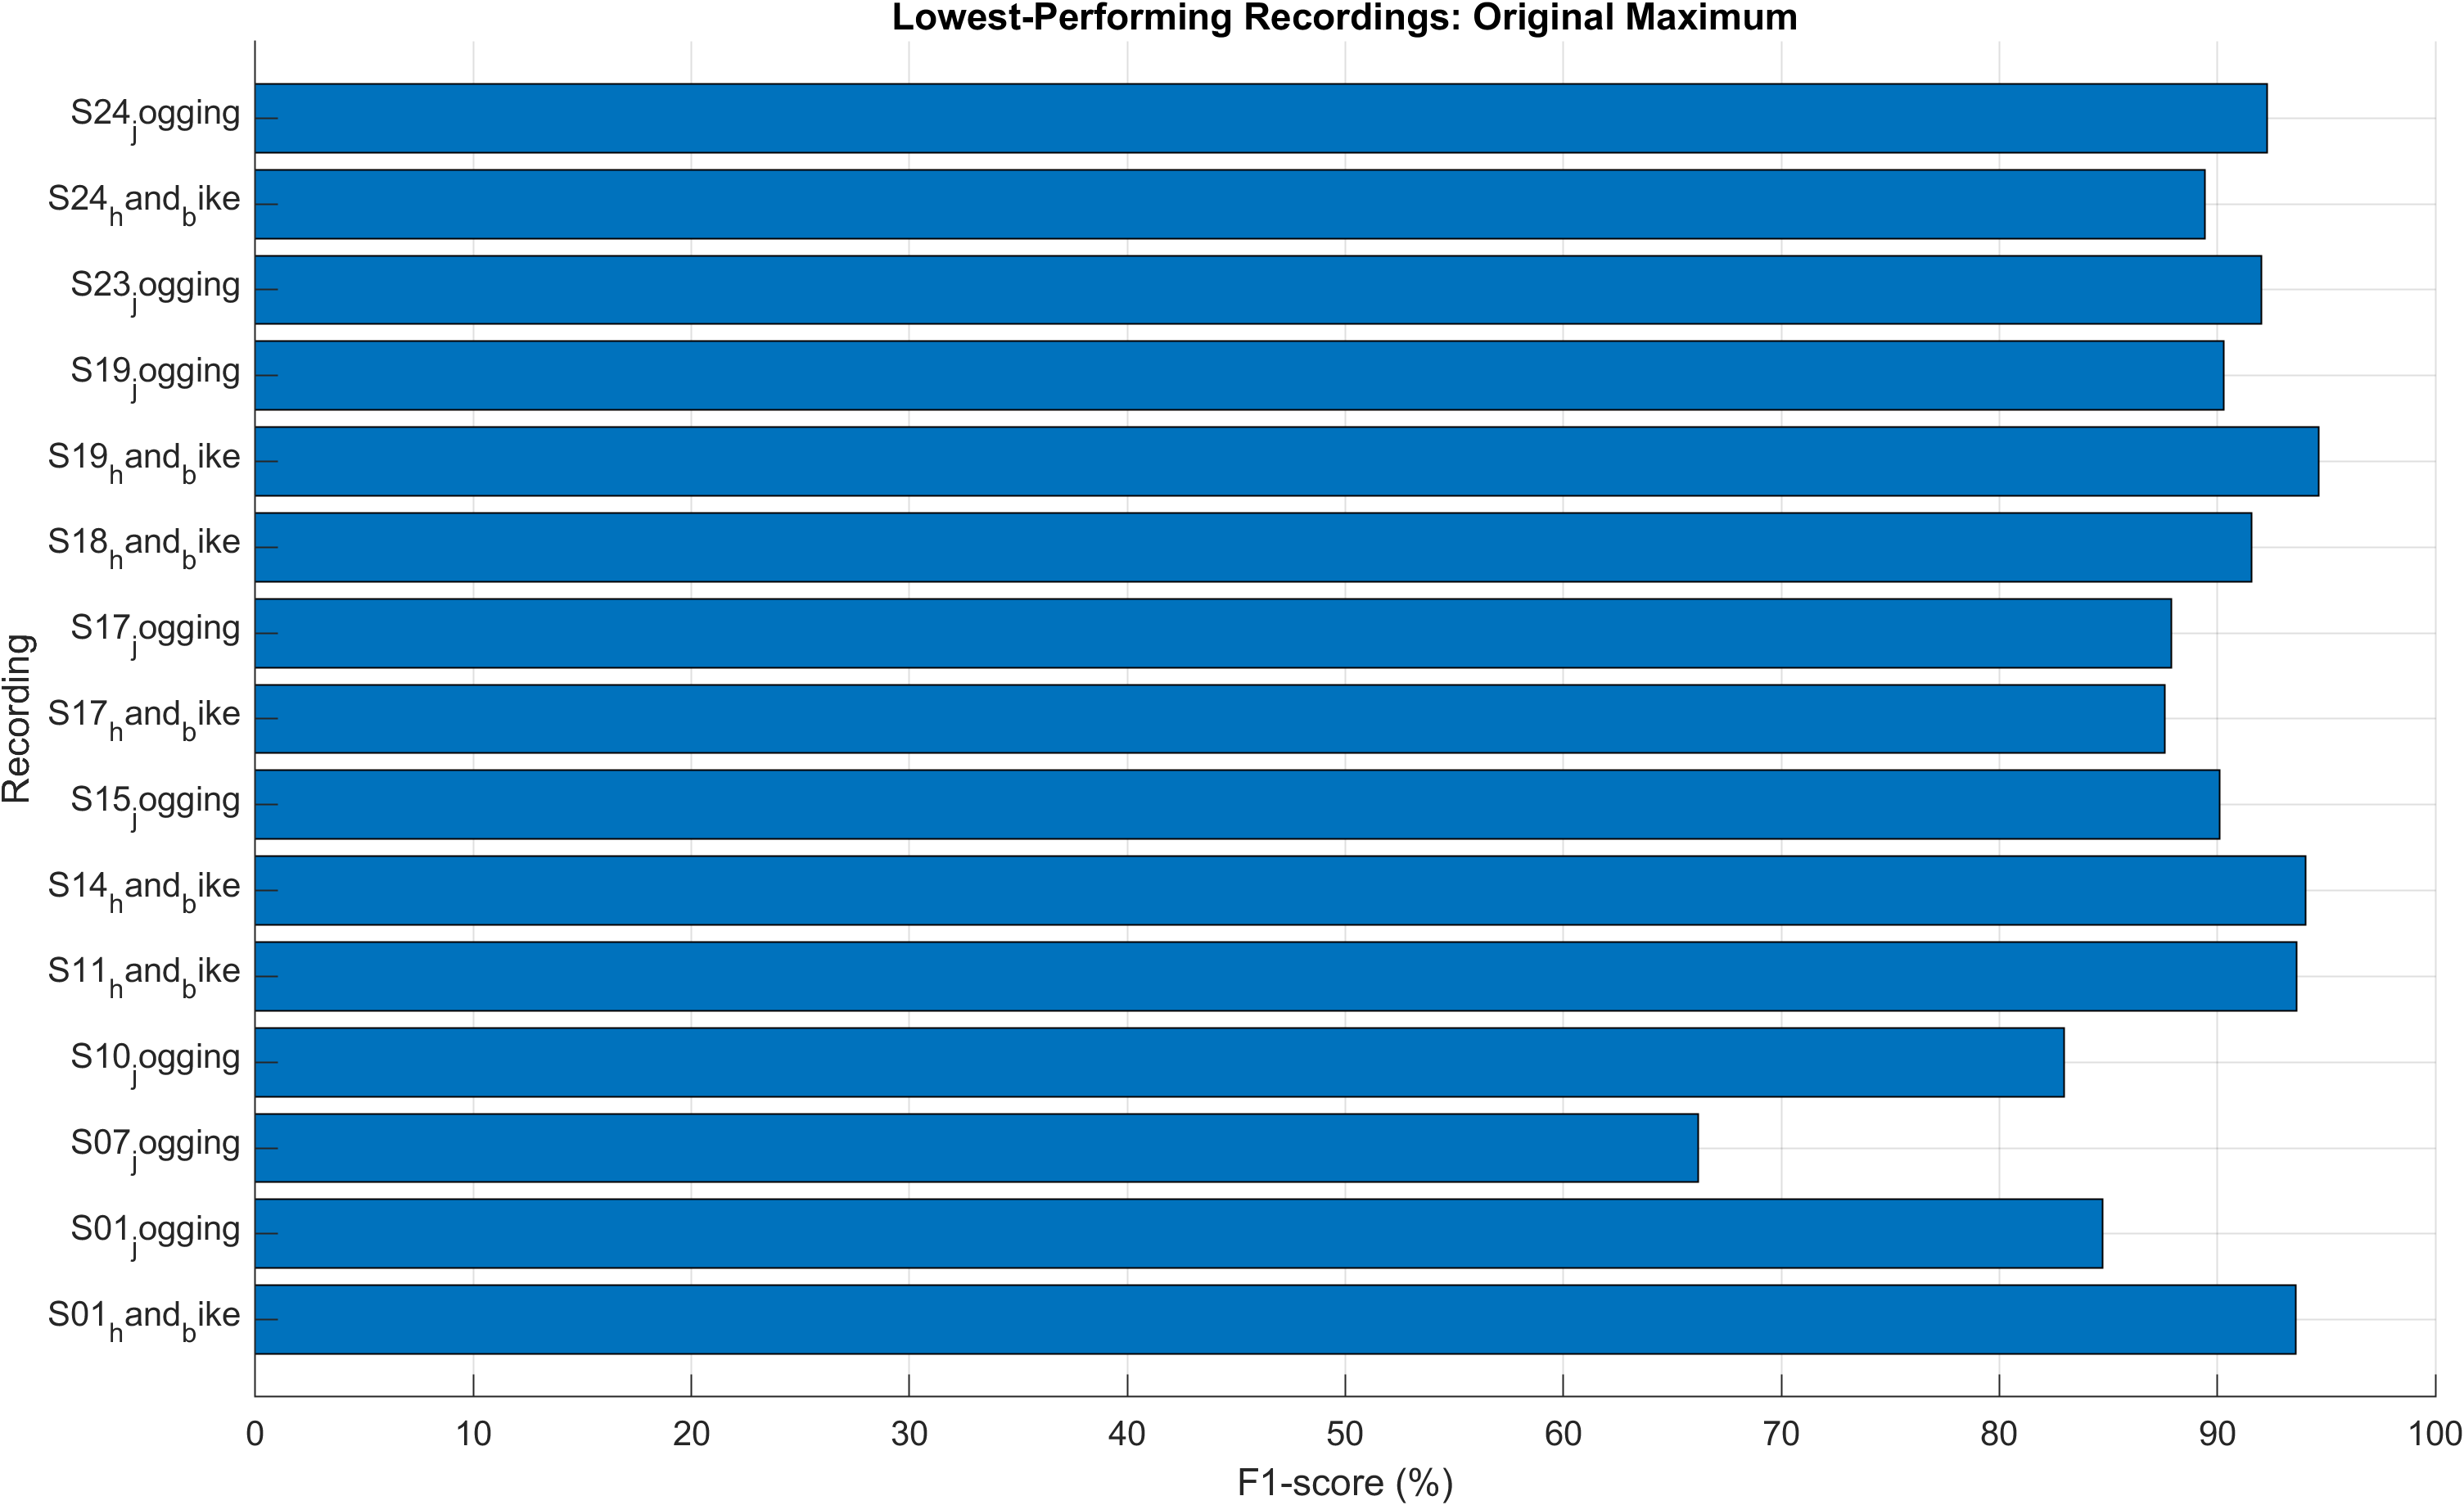 Lowest-Performing Recordings: Original Maximum
S24jogging
S24handbike
S23jogging
S19jogging
S19handbike
S18handbike
S17jogging
S17handbike
S15jogging
S14handbike
S11handbike
S10jogging
S07jogging
S01jogging
S01handbike
Recording
0 10 20 30 40 50 60 70 80 90 100
F1-score (%)